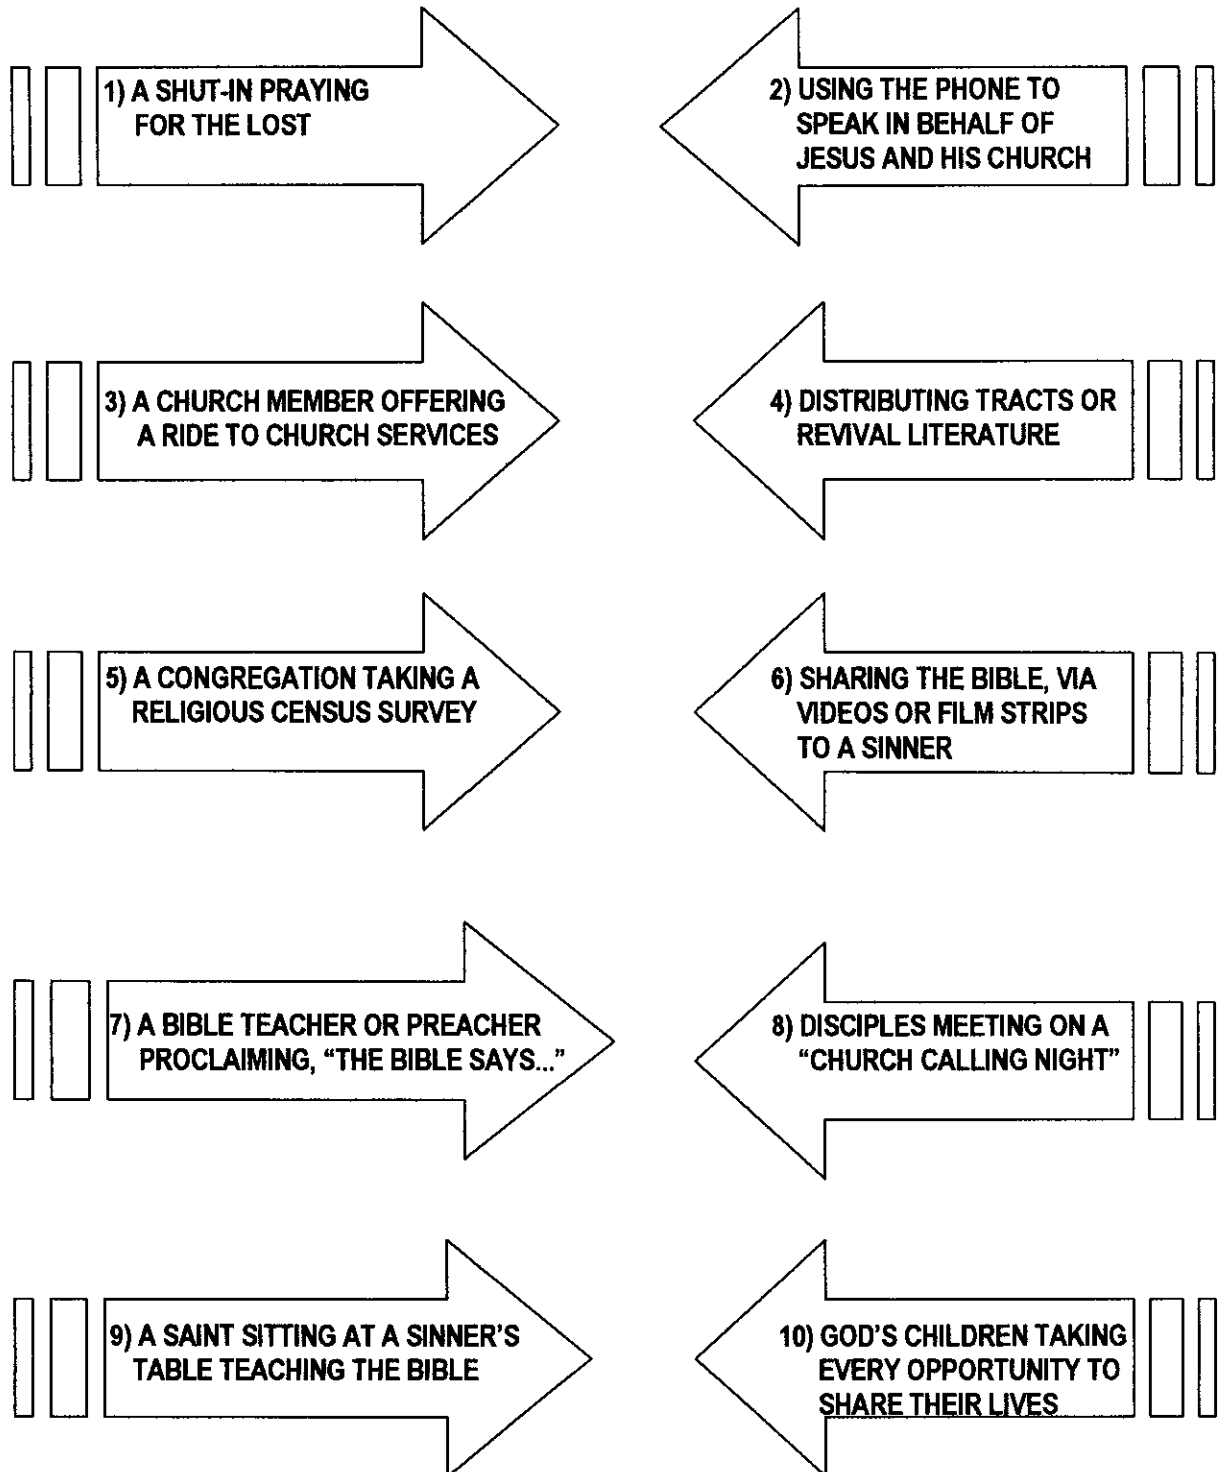 1) A SHUT-IN PRAYING
FOR THE LOST
2) USING THE PHONE TO
SPEAK IN BEHALF OF
JESUS AND HIS CHURCH
3) A CHURCH MEMBER OFFERING
A RIDE TO CHURCH SERVICES
4) DISTRIBUTING TRACTS OR
REVIVAL LITERATURE
5) A CONGREGATION TAKING A
RELIGIOUS CENSUS SURVEY
6) SHARING THE BIBLE, VIA
VIDEOS OR FILM STRIPS
TO A SINNER
7) A BIBLE TEACHER OR PREACHER
PROCLAIMING, “THE BIBLE SAYS...”
8) DISCIPLES MEETING ON A
“CHURCH CALLING NIGHT”
9) A SAINT SITTING AT A SINNER’S
TABLE TEACHING THE BIBLE
10) GOD’S CHILDREN TAKING
EVERY OPPORTUNITY TO
SHARE THEIR LIVES